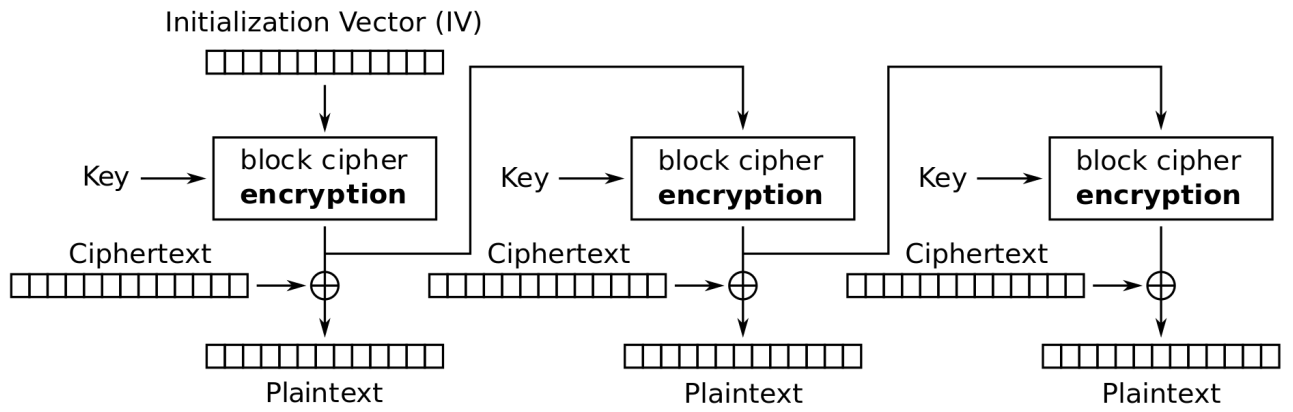 Initialization Vector (IV)
Key
block cipher
encryption
Key
block cipher
encryption
Key
block cipher
encryption
Ciphertext
Ciphertext
Ciphertext
Plaintext
Plaintext
Plaintext